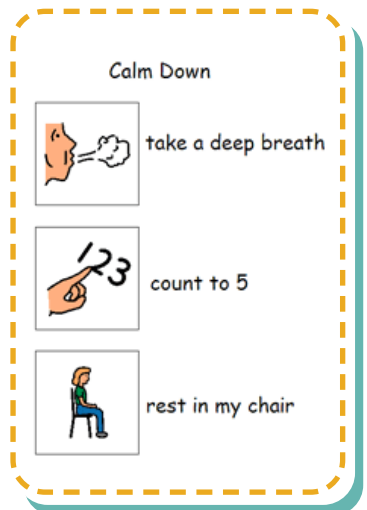 Calm Down
take a deep breath
123
count to 5
rest in my chair